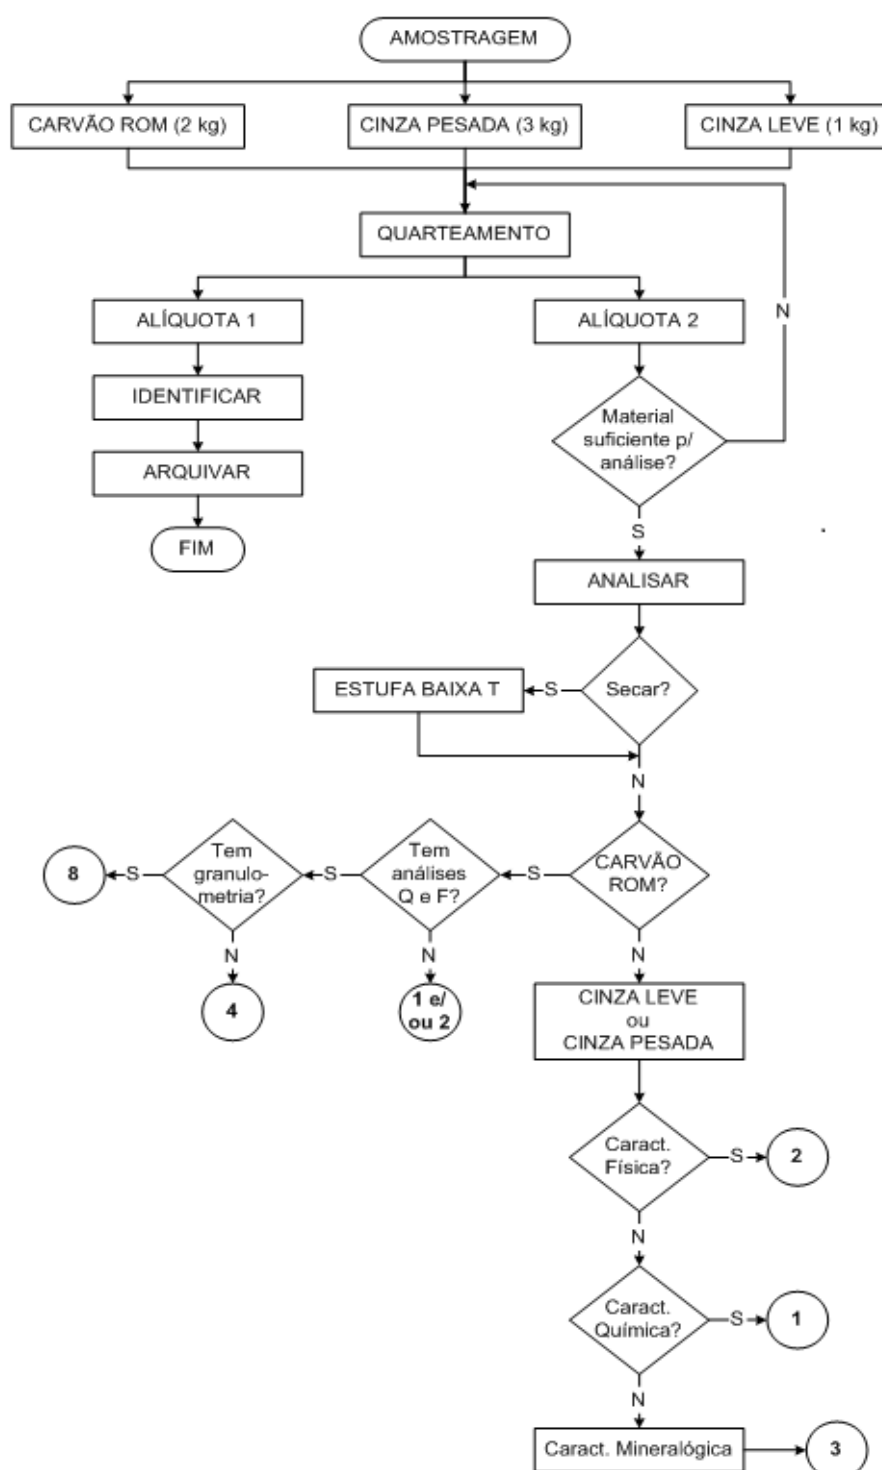 AMOSTRAGEM
CARVÃO ROM (2 kg)
CINZA PESADA (3 kg)
CINZA LEVE (1 kg)
QUARTEAMENTO
ALÍQUOTA 1
ALÍQUOTA 2
N
IDENTIFICAR
Material
suficiente p/
análise?
ARQUIVAR
S
FIM
ANALISAR
ESTUFA BAIXA T
S
Secar?
N
8
S
Tem
granulo-
metria?
S
Tem
análises
Q e F?
S
CARVÃO
ROM?
N
N
N
4
1 e/
ou 2
CINZA LEVE
ou
CINZA PESADA
Caract.
Física?
S
2
N
Caract.
Química?
S
1
N
Caract. Mineralógica
3